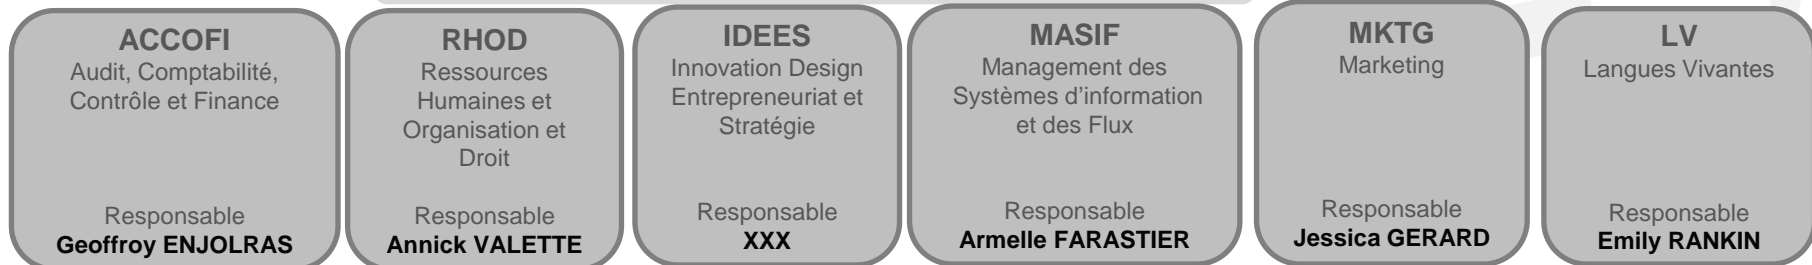 ACCOFI
Audit, Comptabilité,
Contrôle et Finance
Responsable
Geoffroy ENJOLRAS
RHOD
Ressources
Humaines et
Organisation et
Droit
Responsable
Annick VALETTE
IDEES
Innovation Design
Entrepreneuriat et
Stratégie
Responsable
XXX
MASIF
Management des
Systèmes d'information
et des Flux
Responsable
Armelle FARASTIER
MKTG
Marketing
Responsable
Jessica GERARD
LV
Langues Vivantes
Responsable
Emily RANKIN